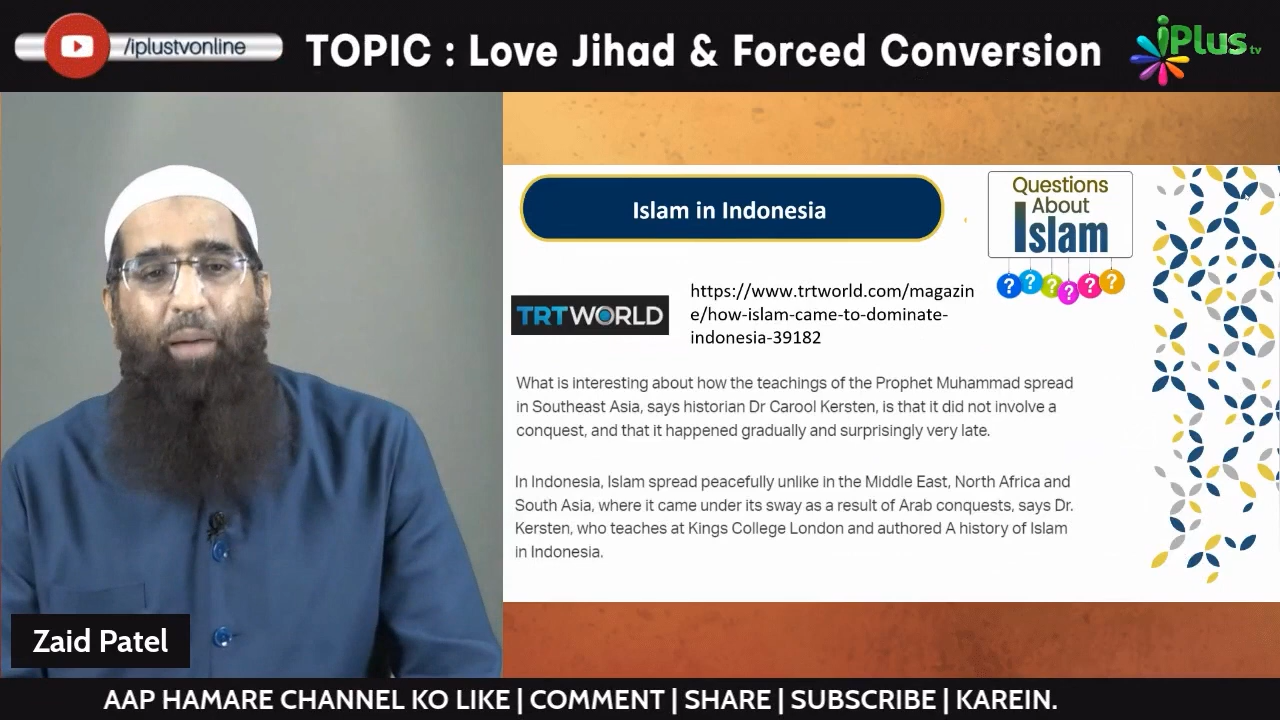 /iplustvonline
TOPIC : Love Jihad & Forced Conversion
iPlus tv
Islam in Indonesia
Questions
About
Islam
? ? ? ? ? ?
TRTWORLD
https://www.trtworld.com/magazin
e/how-islam-came-to-dominate-
indonesia-39182
What is interesting about how the teachings of the Prophet Muhammad spread
in Southeast Asia, says historian Dr Carool Kersten, is that it did not involve a
conquest, and that it happened gradually and surprisingly very late.
In Indonesia, Islam spread peacefully unlike in the Middle East, North Africa and
South Asia, where it came under its sway as a result of Arab conquests, says Dr.
Kersten, who teaches at Kings College London and authored A history of Islam
in Indonesia.
Zaid Patel
AAP HAMARE CHANNEL KO LIKE | COMMENT | SHARE | SUBSCRIBE | KAREIN.